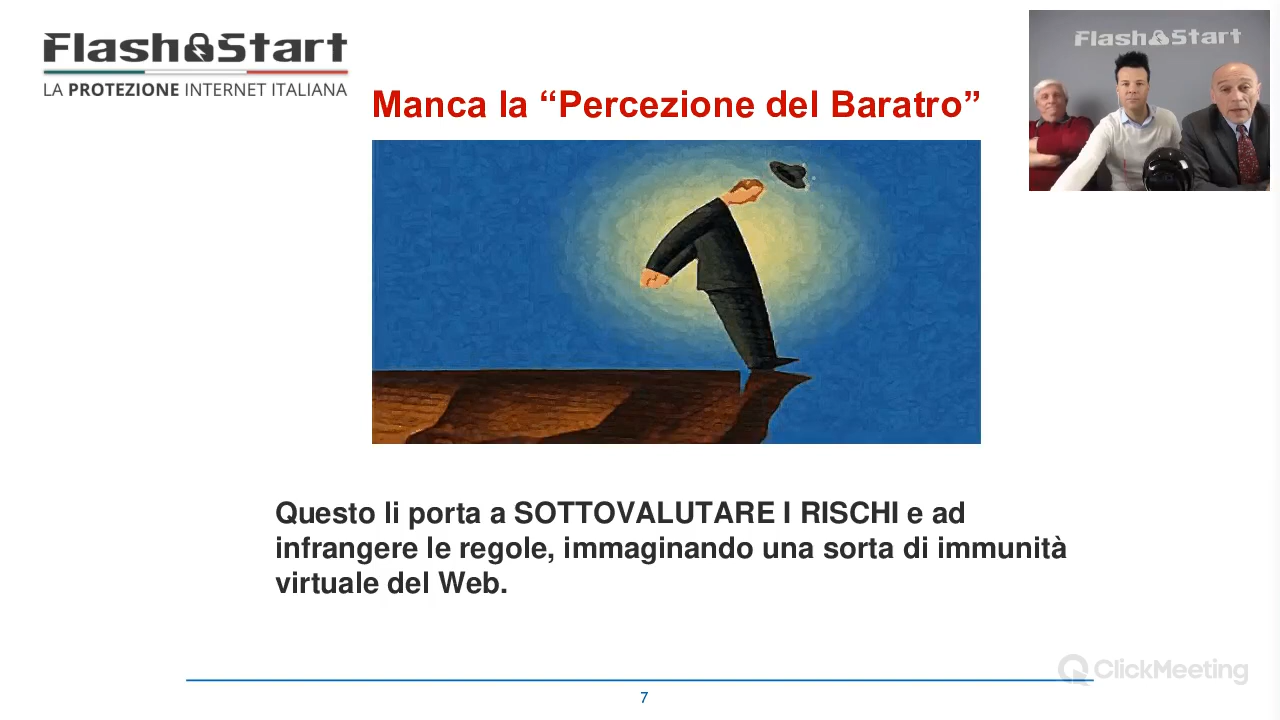 Flash Start
LA PROTEZIONE INTERNET ITALIANA
Flash Start
Manca la “Percezione del Baratro”
Questo li porta a SOTTOVALUTARE I RISCHI e ad
infrangere le regole, immaginando una sorta di immunità
virtuale del Web.
ClickMeeting
7